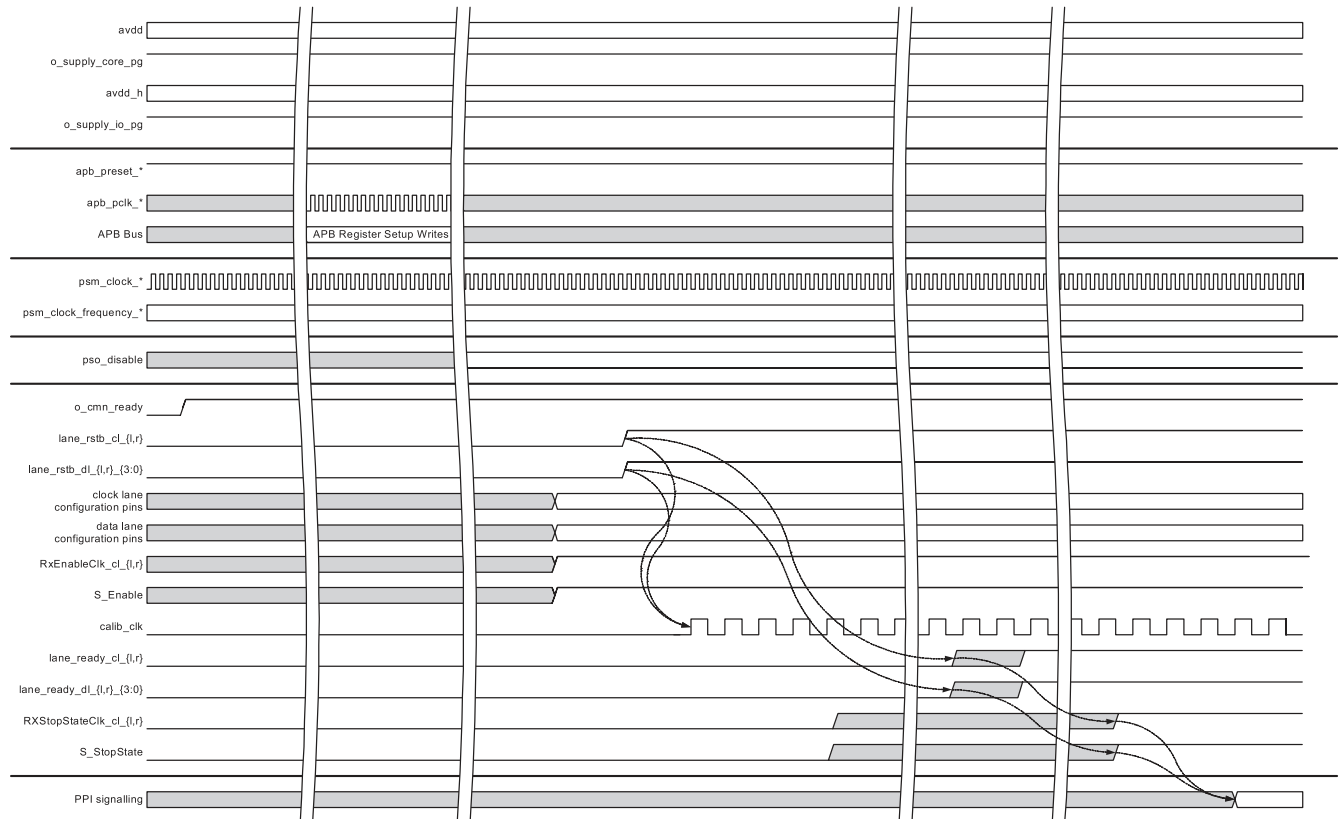 avdd
o_supply_core_pg
avdd_h
o_supply_io_pg
apb_preset_*
apb_pclk_*
APB Bus
APB Register Setup Writes
psm_clock_*
psm_clock_frequency_*
pso_disable
o_cmn_ready
lane_rstb_cl_{l,r}
lane_rstb_dl_{l,r}_{3:0}
clock lane
configuration pins
data lane
configuration pins
RxEnableClk_cl_{l,r}
S_Enable
calib_clk
lane_ready_cl_{l,r}
lane_ready_dl_{l,r}_{3:0}
RXStopStateClk_cl_{l,r}
S_StopState
PPI signalling